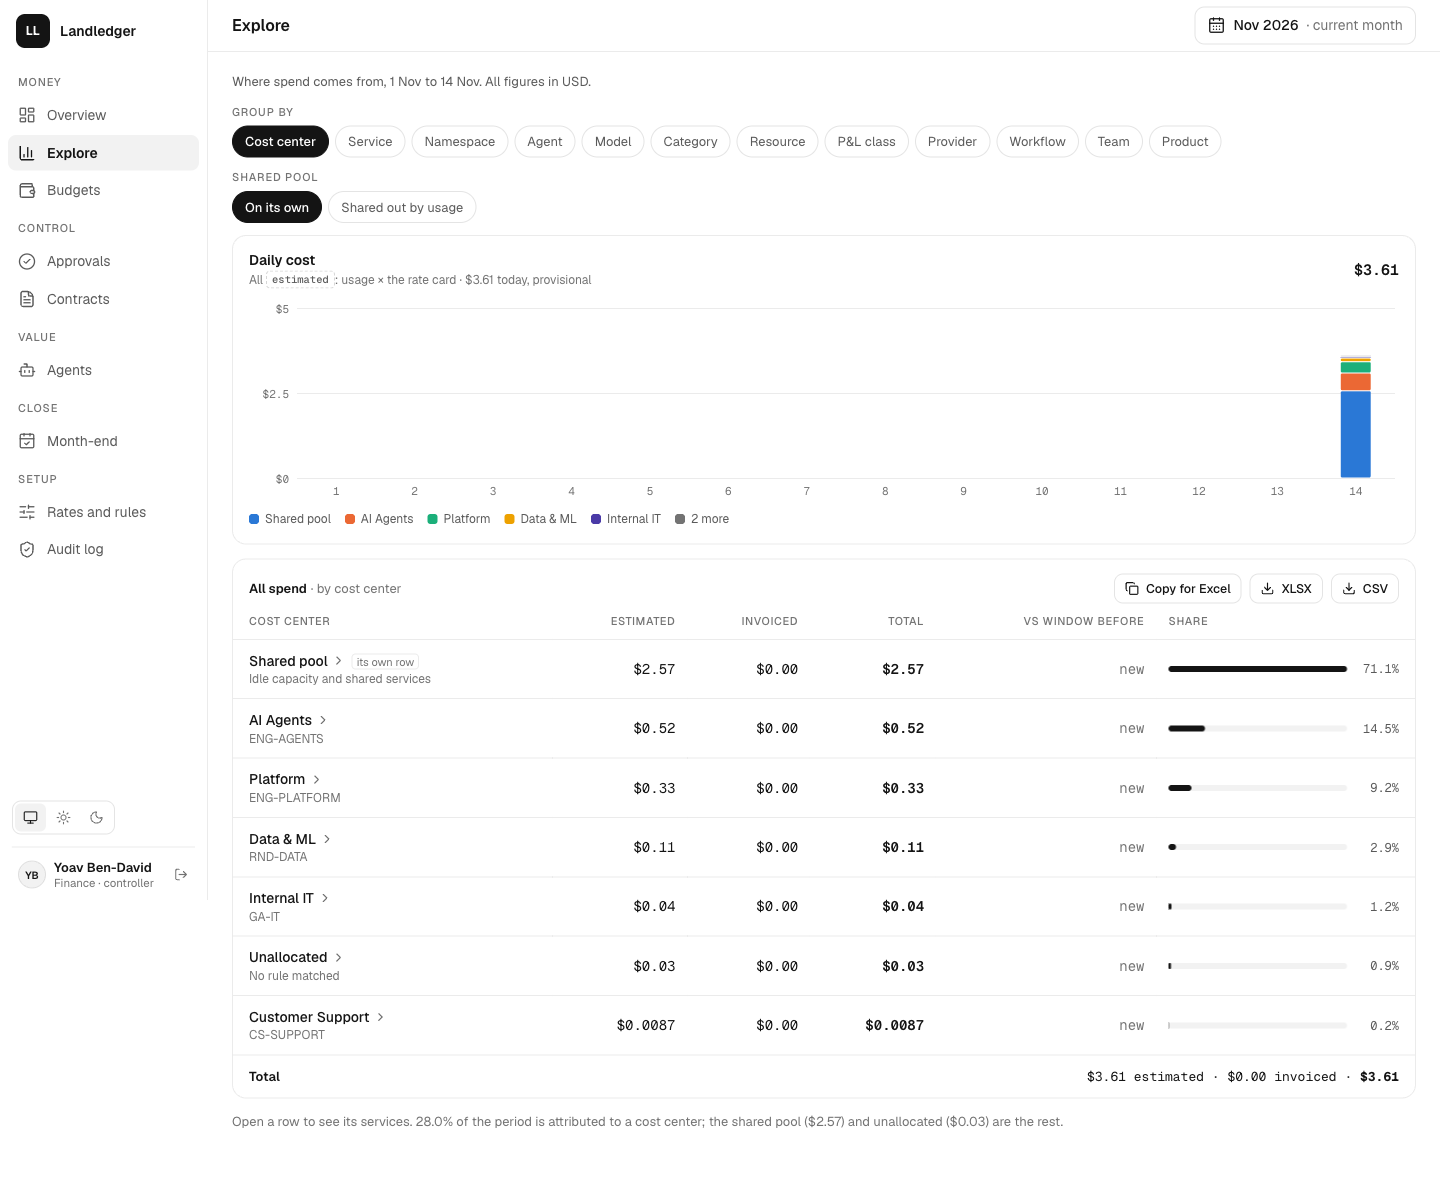 LL
Landledger
MONEY
Overview
Explore
Budgets
CONTROL
Approvals
Contracts
VALUE
Agents
CLOSE
Month-end
SETUP
Rates and rules
Audit log
YB
Yoav Ben-David
Finance · controller
Explore
Nov 2026 · current month
Where spend comes from, 1 Nov to 14 Nov. All figures in USD.
GROUP BY
Cost center Service Namespace Agent Model Category Resource P&L class Provider Workflow Team Product
SHARED POOL
On its own Shared out by usage
Daily cost
All estimated: usage × the rate card · $3.61 today, provisional
$3.61
$5
$2.5
$0
1 2 3 4 5 6 7 8 9 10 11 12 13 14
Shared pool AI Agents Platform Data & ML Internal IT 2 more
All spend · by cost center
Copy for Excel XLSX CSV
COST CENTER ESTIMATED INVOICED TOTAL VS WINDOW BEFORE SHARE
Shared pool its own row
Idle capacity and shared services
$2.57 $0.00 $2.57 new 71.1%
AI Agents
ENG-AGENTS
$0.52 $0.00 $0.52 new 14.5%
Platform
ENG-PLATFORM
$0.33 $0.00 $0.33 new 9.2%
Data & ML
RND-DATA
$0.11 $0.00 $0.11 new 2.9%
Internal IT
GA-IT
$0.04 $0.00 $0.04 new 1.2%
Unallocated
No rule matched
$0.03 $0.00 $0.03 new 0.9%
Customer Support
CS-SUPPORT
$0.0087 $0.00 $0.0087 new 0.2%
Total
$3.61 estimated · $0.00 invoiced · $3.61
Open a row to see its services. 28.0% of the period is attributed to a cost center; the shared pool ($2.57) and unallocated ($0.03) are the rest.